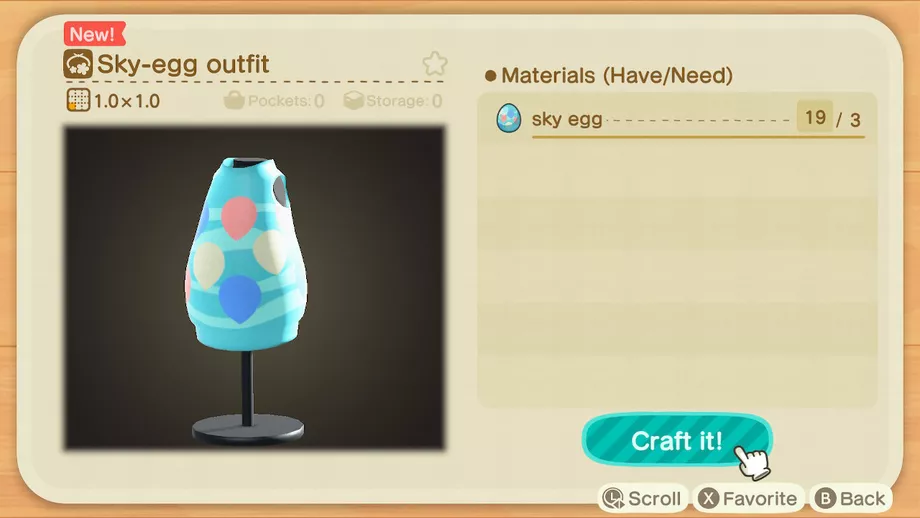 New!
Sky-egg outfit
1.0×1.0 Pockets: 0 Storage: 0
Materials (Have/Need)
sky egg 19 / 3
Craft it!
L Scroll X Favorite B Back